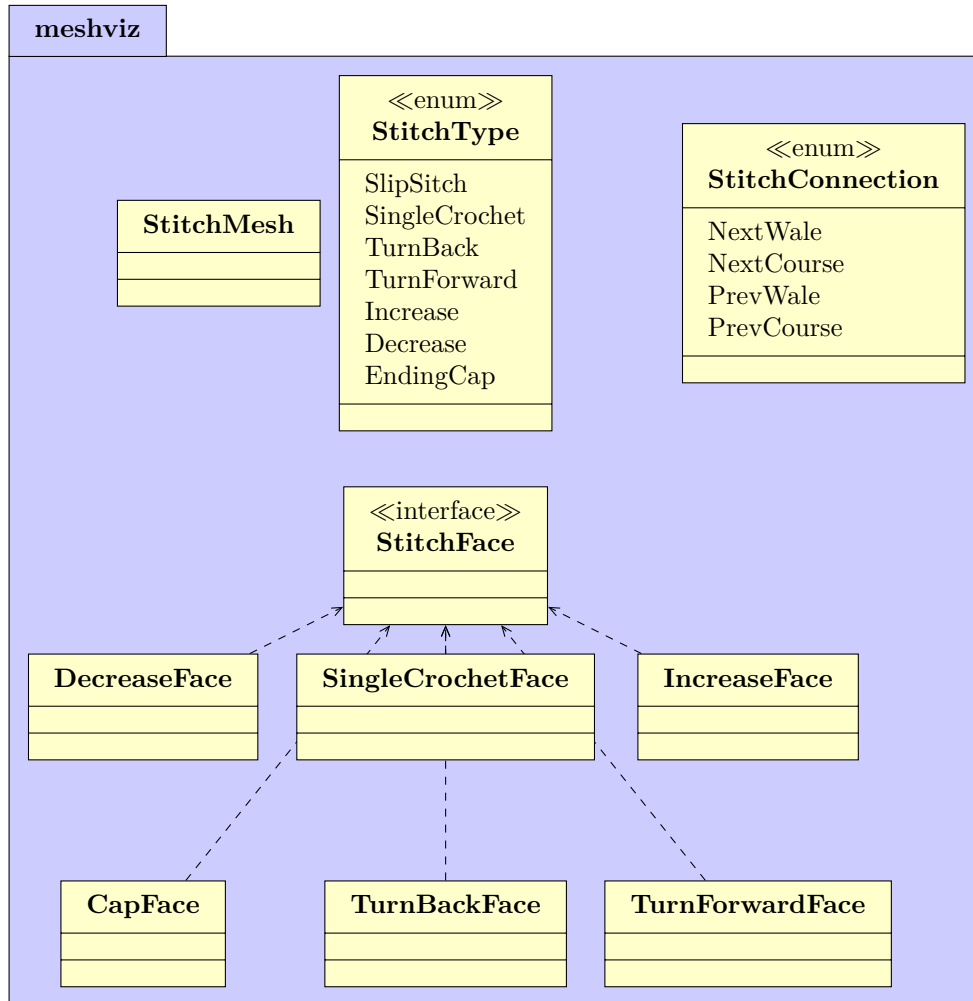 meshviz
≪enum≫
StitchType
SlipSitch
SingleCrochet
TurnBack
TurnForward
Increase
Decrease
EndingCap
≪enum≫
StitchConnection
NextWale
NextCourse
PrevWale
PrevCourse
StitchMesh
≪interface≫
StitchFace
DecreaseFace
SingleCrochetFace
IncreaseFace
CapFace
TurnBackFace
TurnForwardFace